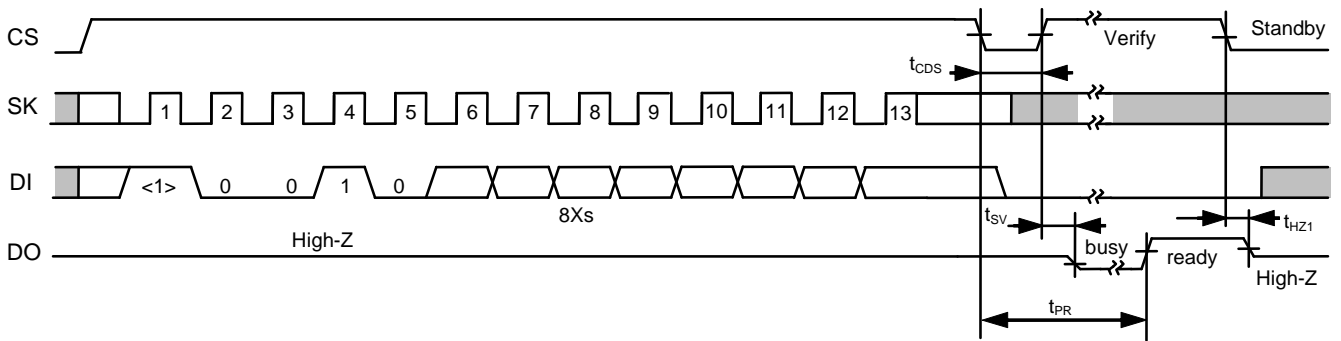 CS
Verify
Standby
tCDS
SK
1 2 3 4 5 6 7 8 9 10 11 12 13
DI
<1> 0 0 1 0
8Xs
tSV
tHZ1
DO
High-Z
busy
ready
High-Z
tPR